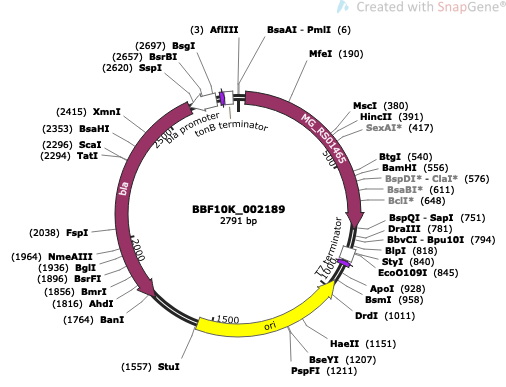 Created with SnapGene®
(3) AflIII
BsaAI - PmlI (6)
(2697) BsgI
(2657) BsrBI
(2620) SspI
MfeI (190)
(2415) XmnI
(2353) BsaHI
(2296) ScaI
(2294) TatI
MscI (380)
HincII (391)
SexAI* (417)
BtgI (540)
BamHI (556)
BspDI* - ClaI* (576)
BsaBI* (611)
BclI* (648)
BspQI - SapI (751)
DraIII (781)
BbvCI - Bpu10I (794)
BlpI (818)
StyI (840)
EcoO109I (845)
ApoI (928)
BsmI (958)
DrdI (1011)
HaeII (1151)
BseYI (1207)
PspFI (1211)
(2038) FspI
(1964) NmeAIII
(1936) BglI
(1896) BsrFI
(1856) BmrI
(1816) AhdI
(1764) BanI
(1557) StuI
bla promoter
tonB terminator
MG_RS01465
T7 terminator
bla
ori
500
1000
1500
2000
2500
BBF10K_002189
2791 bp